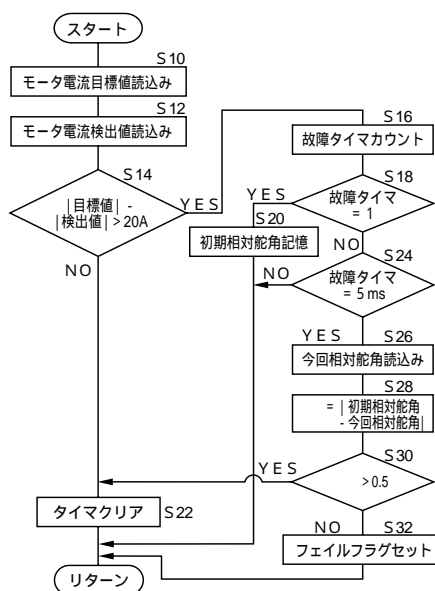 スタート
S10
モータ電流目標値読込み
S12
モータ電流検出値読込み
S14
|目標値| -
|検出値| > 20A
YES
NO
S16
故障タイマカウント
S18
故障タイマ
= 1
YES
NO
S20
初期相対舵角記憶
S24
故障タイマ
= 5 ms
NO
YES
S26
今回相対舵角読込み
S28
= | 初期相対舵角
- 今回相対舵角|
S30
> 0.5
YES
NO
S32
フェイルフラグセット
タイマクリア
S22
リターン